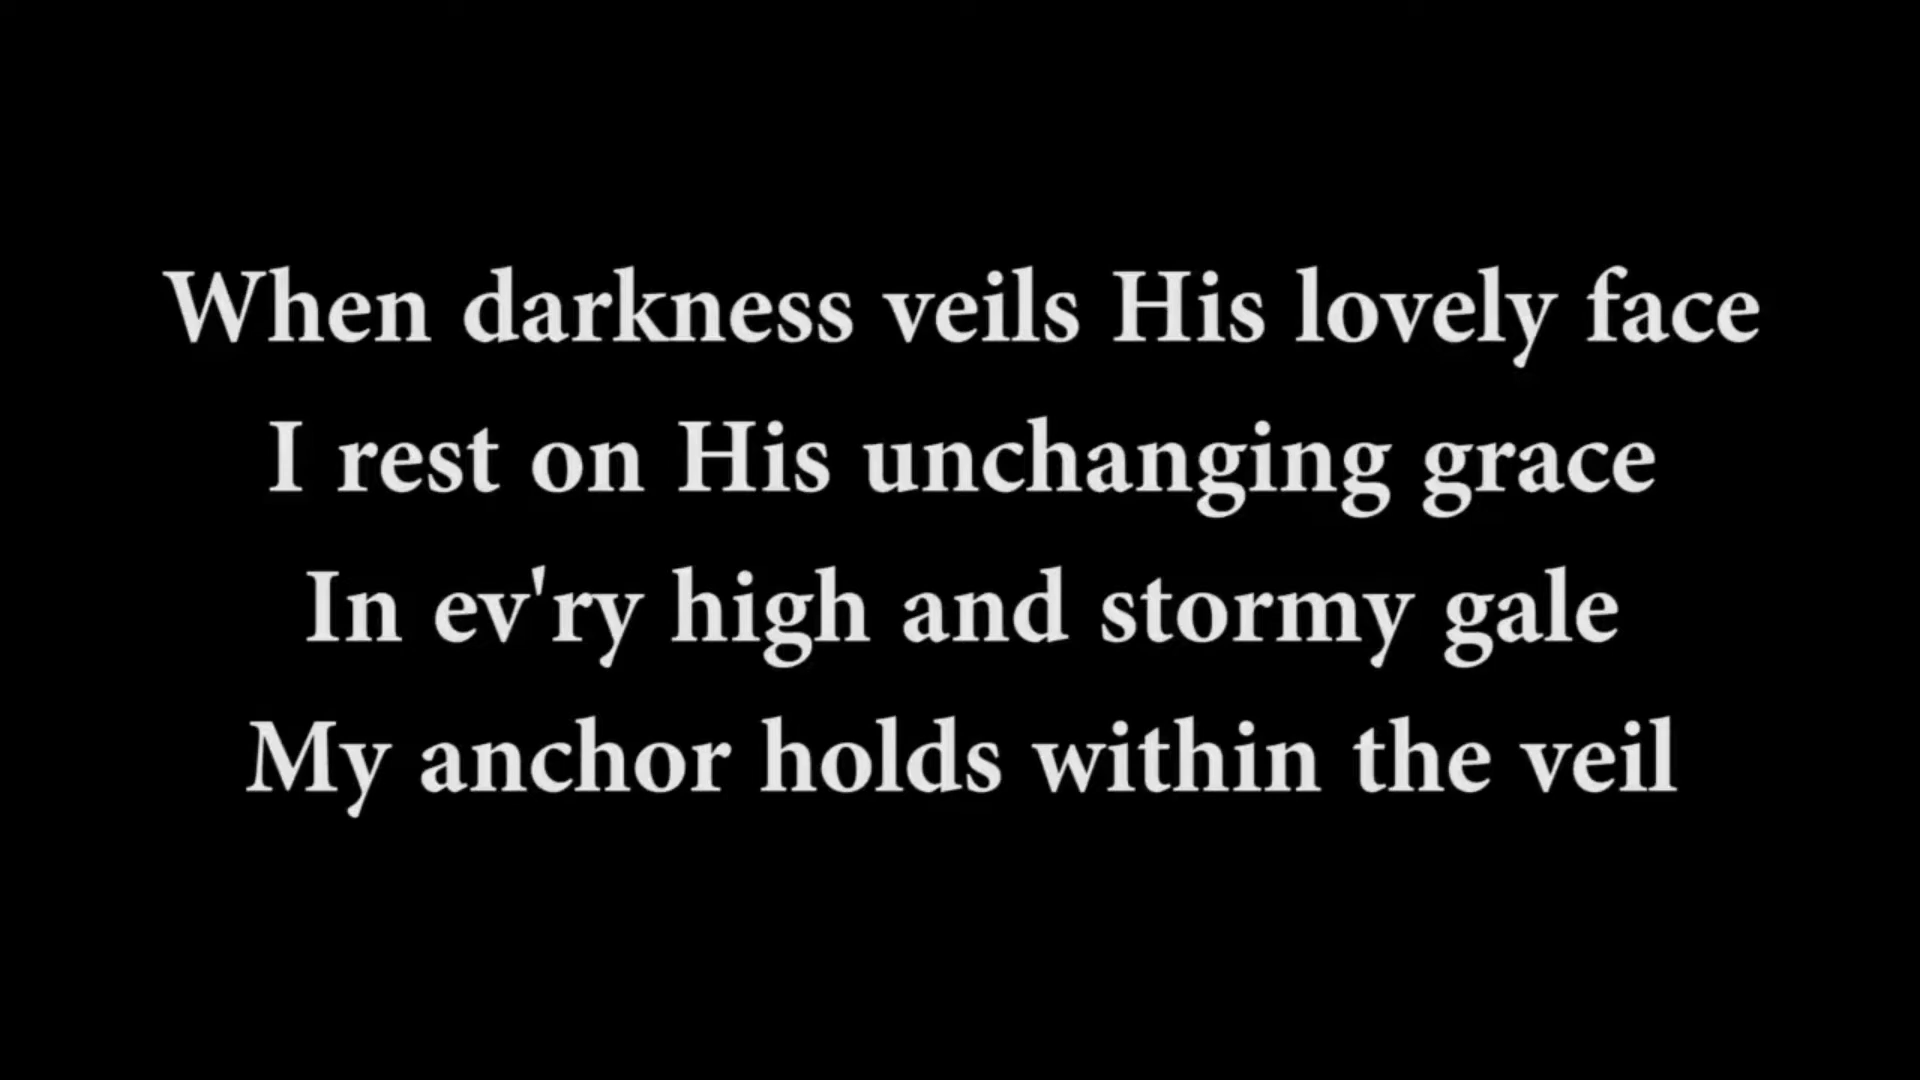 When darkness veils His lovely face
I rest on His unchanging grace
In ev'ry high and stormy gale
My anchor holds within the veil